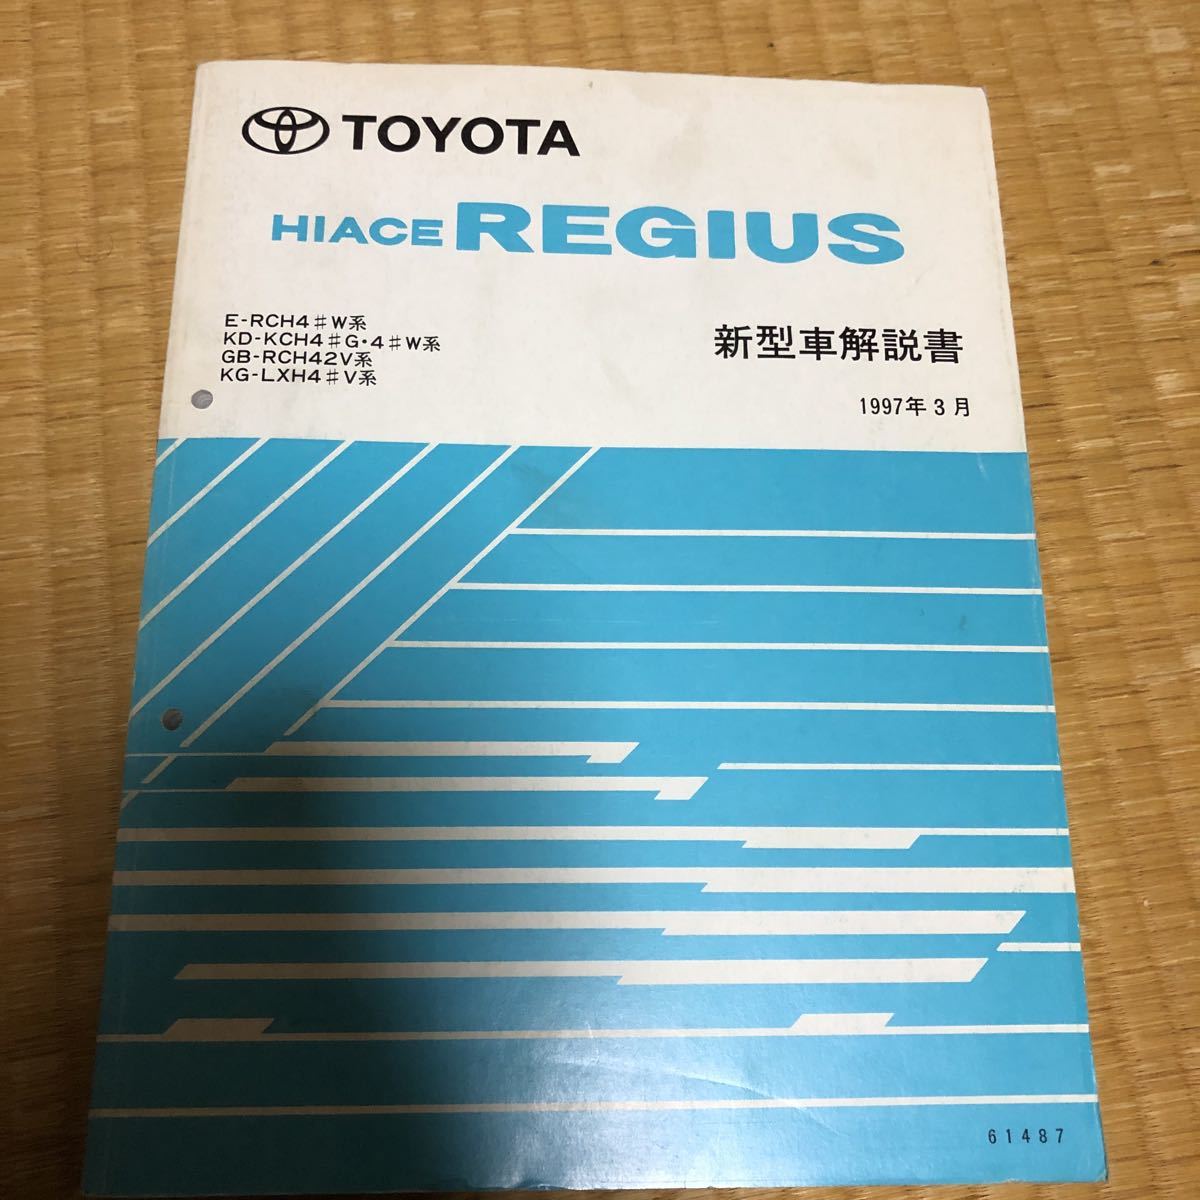 TOYOTA
HIACE REGIUS
E-RCH4♯W系
KD-KCH4♯G・4♯W系
GB-RCH42V系
KG-LXH4♯V系
新型車解説書
1997年3月
61487